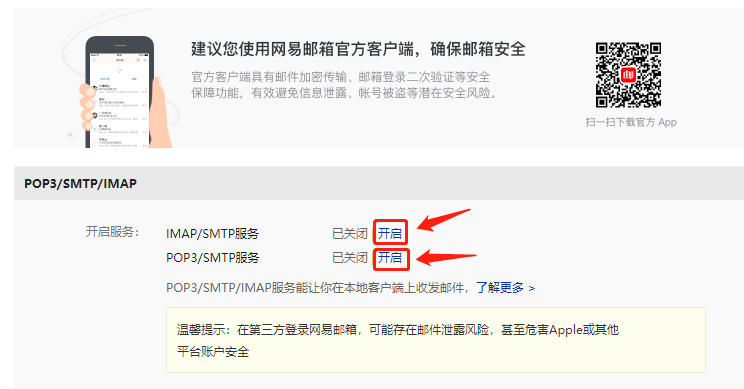 建议您使用网易邮箱官方客户端，确保邮箱安全
官方客户端具有邮件加密传输、邮箱登录二次验证等安全
保障功能，有效避免信息泄露、帐号被盗等潜在安全风险。
扫一扫下载官方 App
POP3/SMTP/IMAP
开启服务： IMAP/SMTP服务 已关闭 | 开启
POP3/SMTP服务 已关闭 | 开启
POP3/SMTP/IMAP服务能让你在本地客户端上收发邮件，了解更多 >
温馨提示：在第三方登录网易邮箱，可能存在邮件泄露风险，甚至危害Apple或其他
平台账户安全